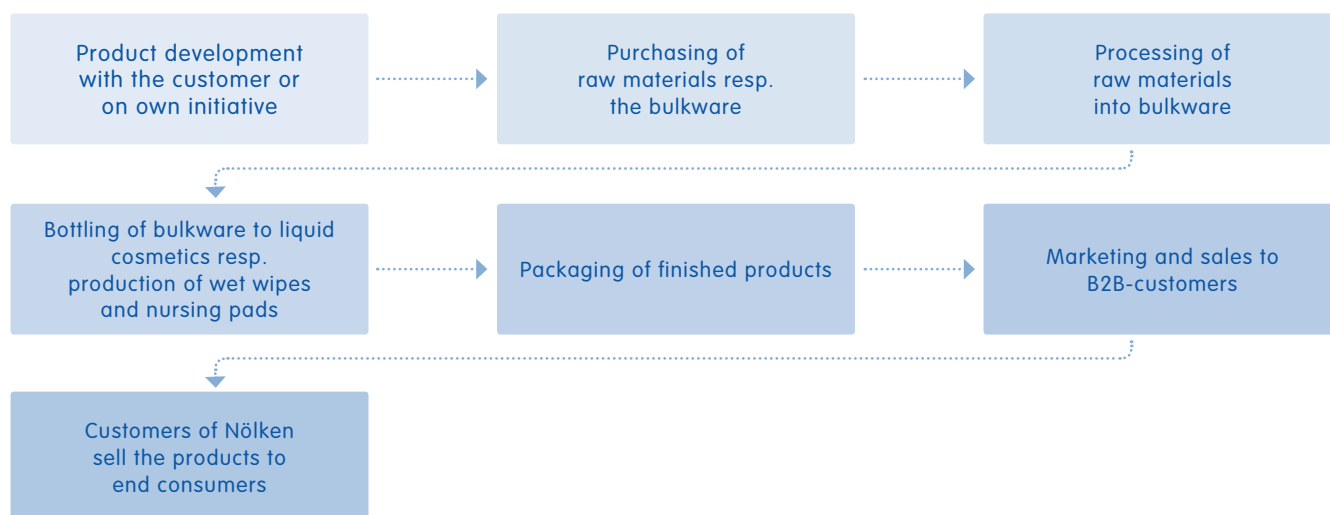 Product development
with the customer or
on own initiative
Purchasing of
raw materials resp.
the bulkware
Processing of
raw materials
into bulkware
Bottling of bulkware to liquid
cosmetics resp.
production of wet wipes
and nursing pads
Packaging of finished products
Marketing and sales to
B2B-customers
Customers of Nölken
sell the products to
end consumers